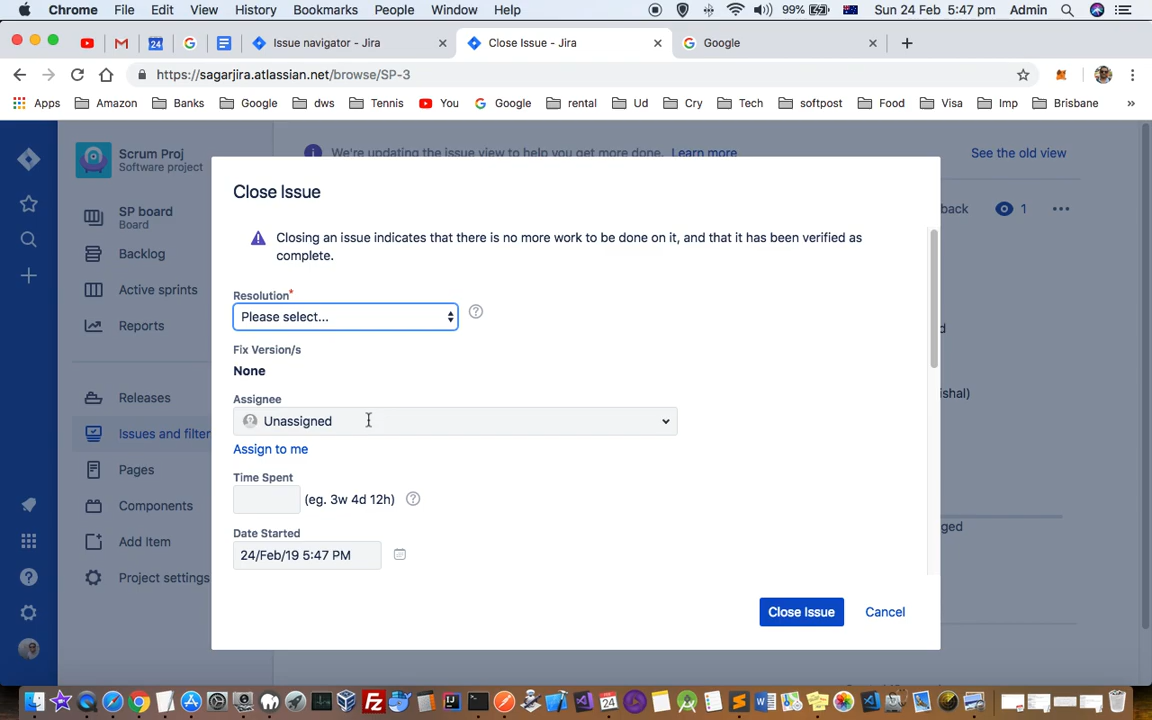 Chrome File Edit View History Bookmarks People Window Help 99% Sun 24 Feb 5:47 pm Admin
24 Issue navigator - Jira Close Issue - Jira Google
https://sagarjira.atlassian.net/browse/SP-3
Apps Amazon Banks Google dws Tennis You Google rental Ud Cry Tech softpost Food Visa Imp Brisbane »
Scrum Proj
Software project
We're updating the issue view to help you get more done. Learn more See the old view
SP board
Board
back 1
Backlog
Active sprints
Reports
Releases
Issues and filter
Pages
Components
Add item
Project settings
d
ishal)
ged
Close Issue
Closing an issue indicates that there is no more work to be done on it, and that it has been verified as
complete.
Resolution*
Please select...
Fix Version/s
None
Assignee
Unassigned
Assign to me
Time Spent
(eg. 3w 4d 12h)
Date Started
24/Feb/19 5:47 PM
Close Issue Cancel